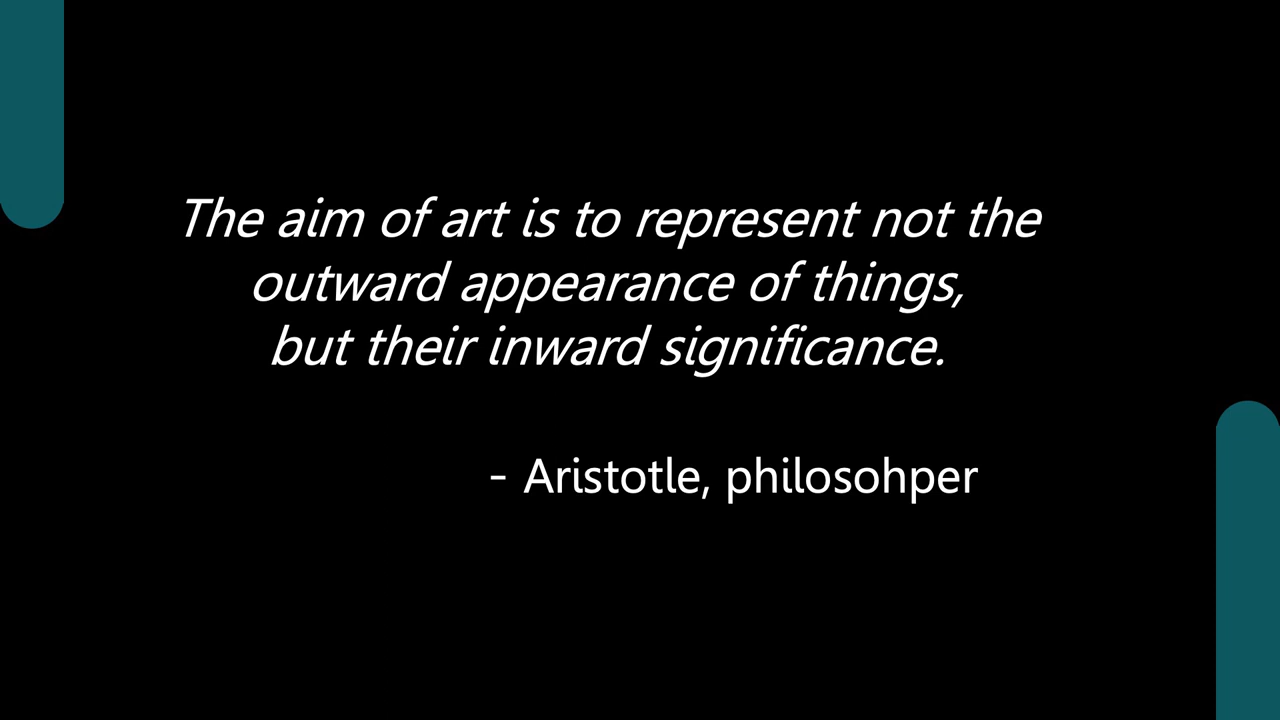 The aim of art is to represent not the
outward appearance of things,
but their inward significance.
- Aristotle, philosohper